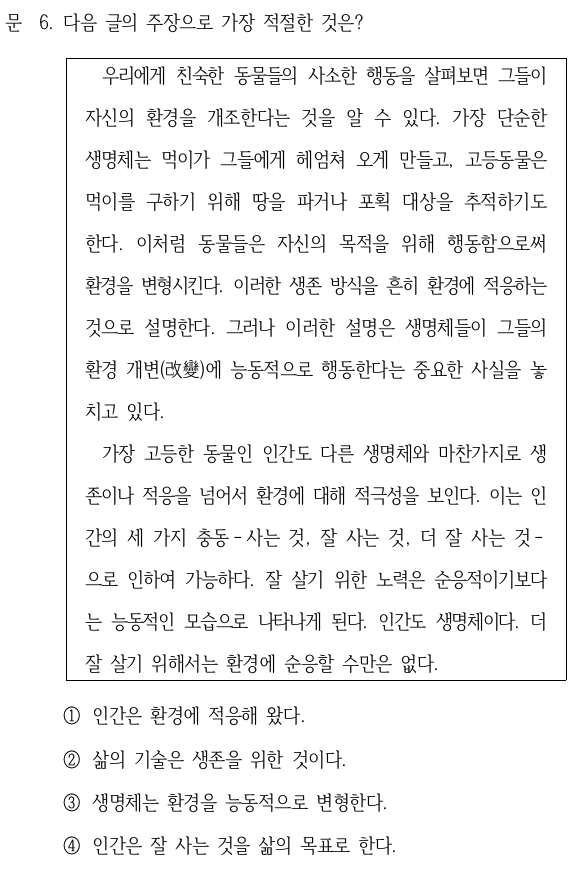 문 6. 다음 글의 주장으로 가장 적절한 것은?
우리에게 친숙한 동물들의 사소한 행동을 살펴보면 그들이
자신의 환경을 개조한다는 것을 알 수 있다. 가장 단순한
생명체는 먹이가 그들에게 헤엄쳐 오게 만들고, 고등동물은
먹이를 구하기 위해 땅을 파거나 포획 대상을 추적하기도
한다. 이처럼 동물들은 자신의 목적을 위해 행동함으로써
환경을 변형시킨다. 이러한 생존 방식을 흔히 환경에 적응하는
것으로 설명한다. 그러나 이러한 설명은 생명체들이 그들의
환경 개변(改變)에 능동적으로 행동한다는 중요한 사실을 놓
치고 있다.
가장 고등한 동물인 인간도 다른 생명체와 마찬가지로 생
존이나 적응을 넘어서 환경에 대해 적극성을 보인다. 이는 인
간의 세 가지 충동-사는 것, 잘 사는 것, 더 잘 사는 것-
으로 인하여 가능하다. 잘 살기 위한 노력은 순응적이기보다
는 능동적인 모습으로 나타나게 된다. 인간도 생명체이다. 더
잘 살기 위해서는 환경에 순응할 수만은 없다.
① 인간은 환경에 적응해 왔다.
② 삶의 기술은 생존을 위한 것이다.
③ 생명체는 환경을 능동적으로 변형한다.
④ 인간은 잘 사는 것을 삶의 목표로 한다.